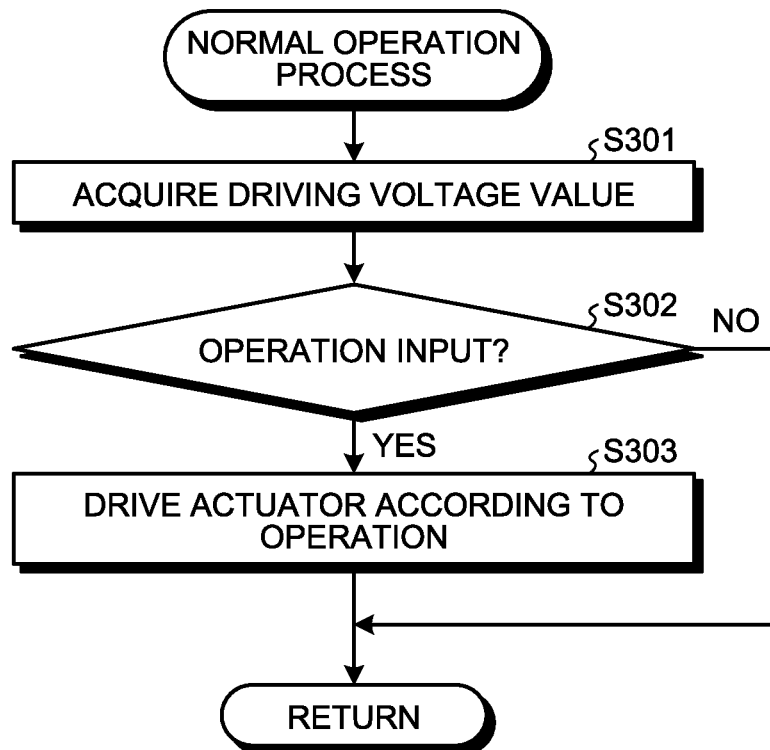 NORMAL OPERATION
PROCESS
S301
ACQUIRE DRIVING VOLTAGE VALUE
S302
NO
OPERATION INPUT?
YES
S303
DRIVE ACTUATOR ACCORDING TO
OPERATION
RETURN